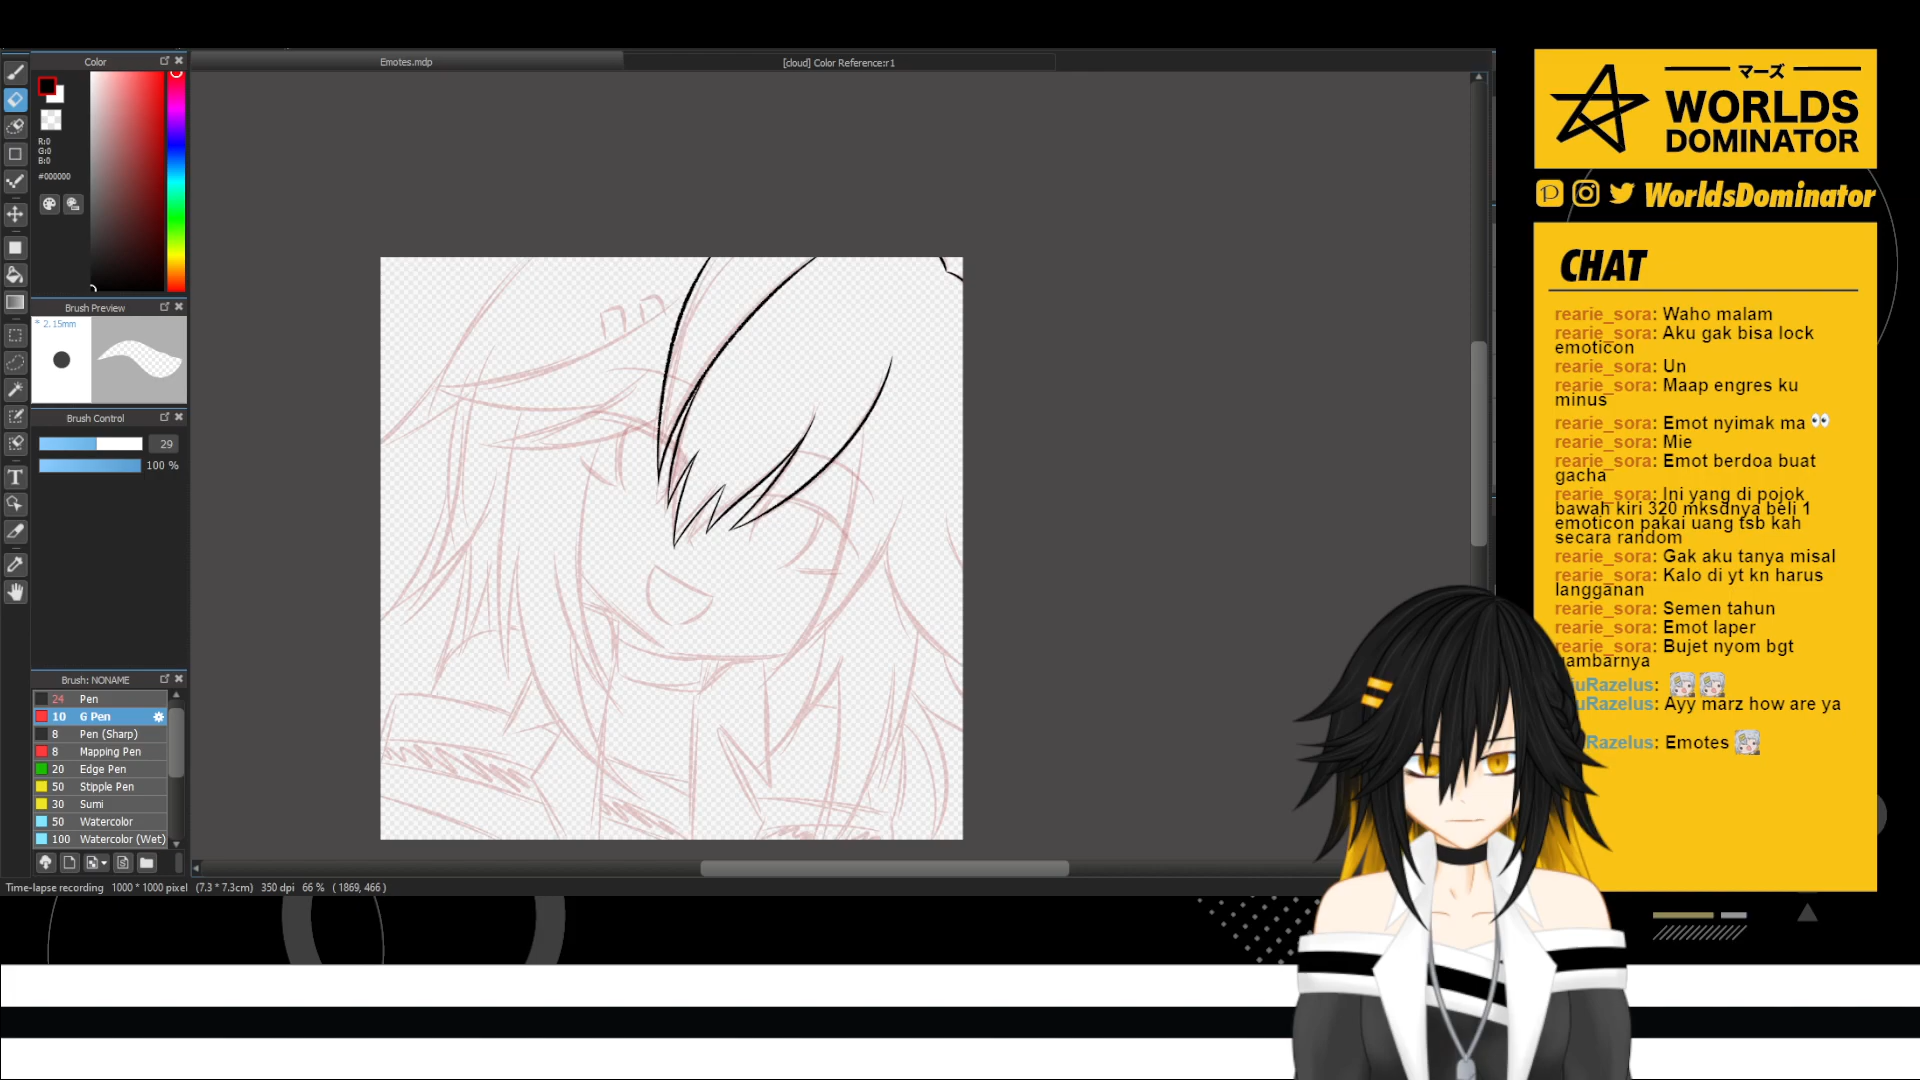 Color
Emotes.mdp
[cloud] Color Reference:r1
R:0
G:0
B:0
#000000
Brush Preview
* 2.15mm
Brush Control
29
100 %
Brush: NONAME
24 Pen
10 G Pen
8 Pen (Sharp)
8 Mapping Pen
20 Edge Pen
50 Stipple Pen
30 Sumi
50 Watercolor
100 Watercolor (Wet)
Time-lapse recording 1000 * 1000 pixel (7.3 * 7.3cm) 350 dpi 66 % ( 1869, 466 )
マーズ
WORLDS
DOMINATOR
WorldsDominator
CHAT
rearie_sora: Waho malam
rearie_sora: Aku gak bisa lock
emoticon
rearie_sora: Un
rearie_sora: Maap engres ku
minus
rearie_sora: Emot nyimak ma 👀
rearie_sora: Mie
rearie_sora: Emot berdoa buat
gacha
rearie_sora: Ini yang di pojok
bawah kiri 320 mksdnya beli 1
emoticon pakai uang tsb kah
secara random
rearie_sora: Gak aku tanya misal
rearie_sora: Kalo di yt kn harus
langganan
rearie_sora: Semen tahun
rearie_sora: Emot laper
rearie_sora: Bujet nyom bgt
gambarnya
uRazelus:
uRazelus: Ayy marz how are ya
Razelus: Emotes